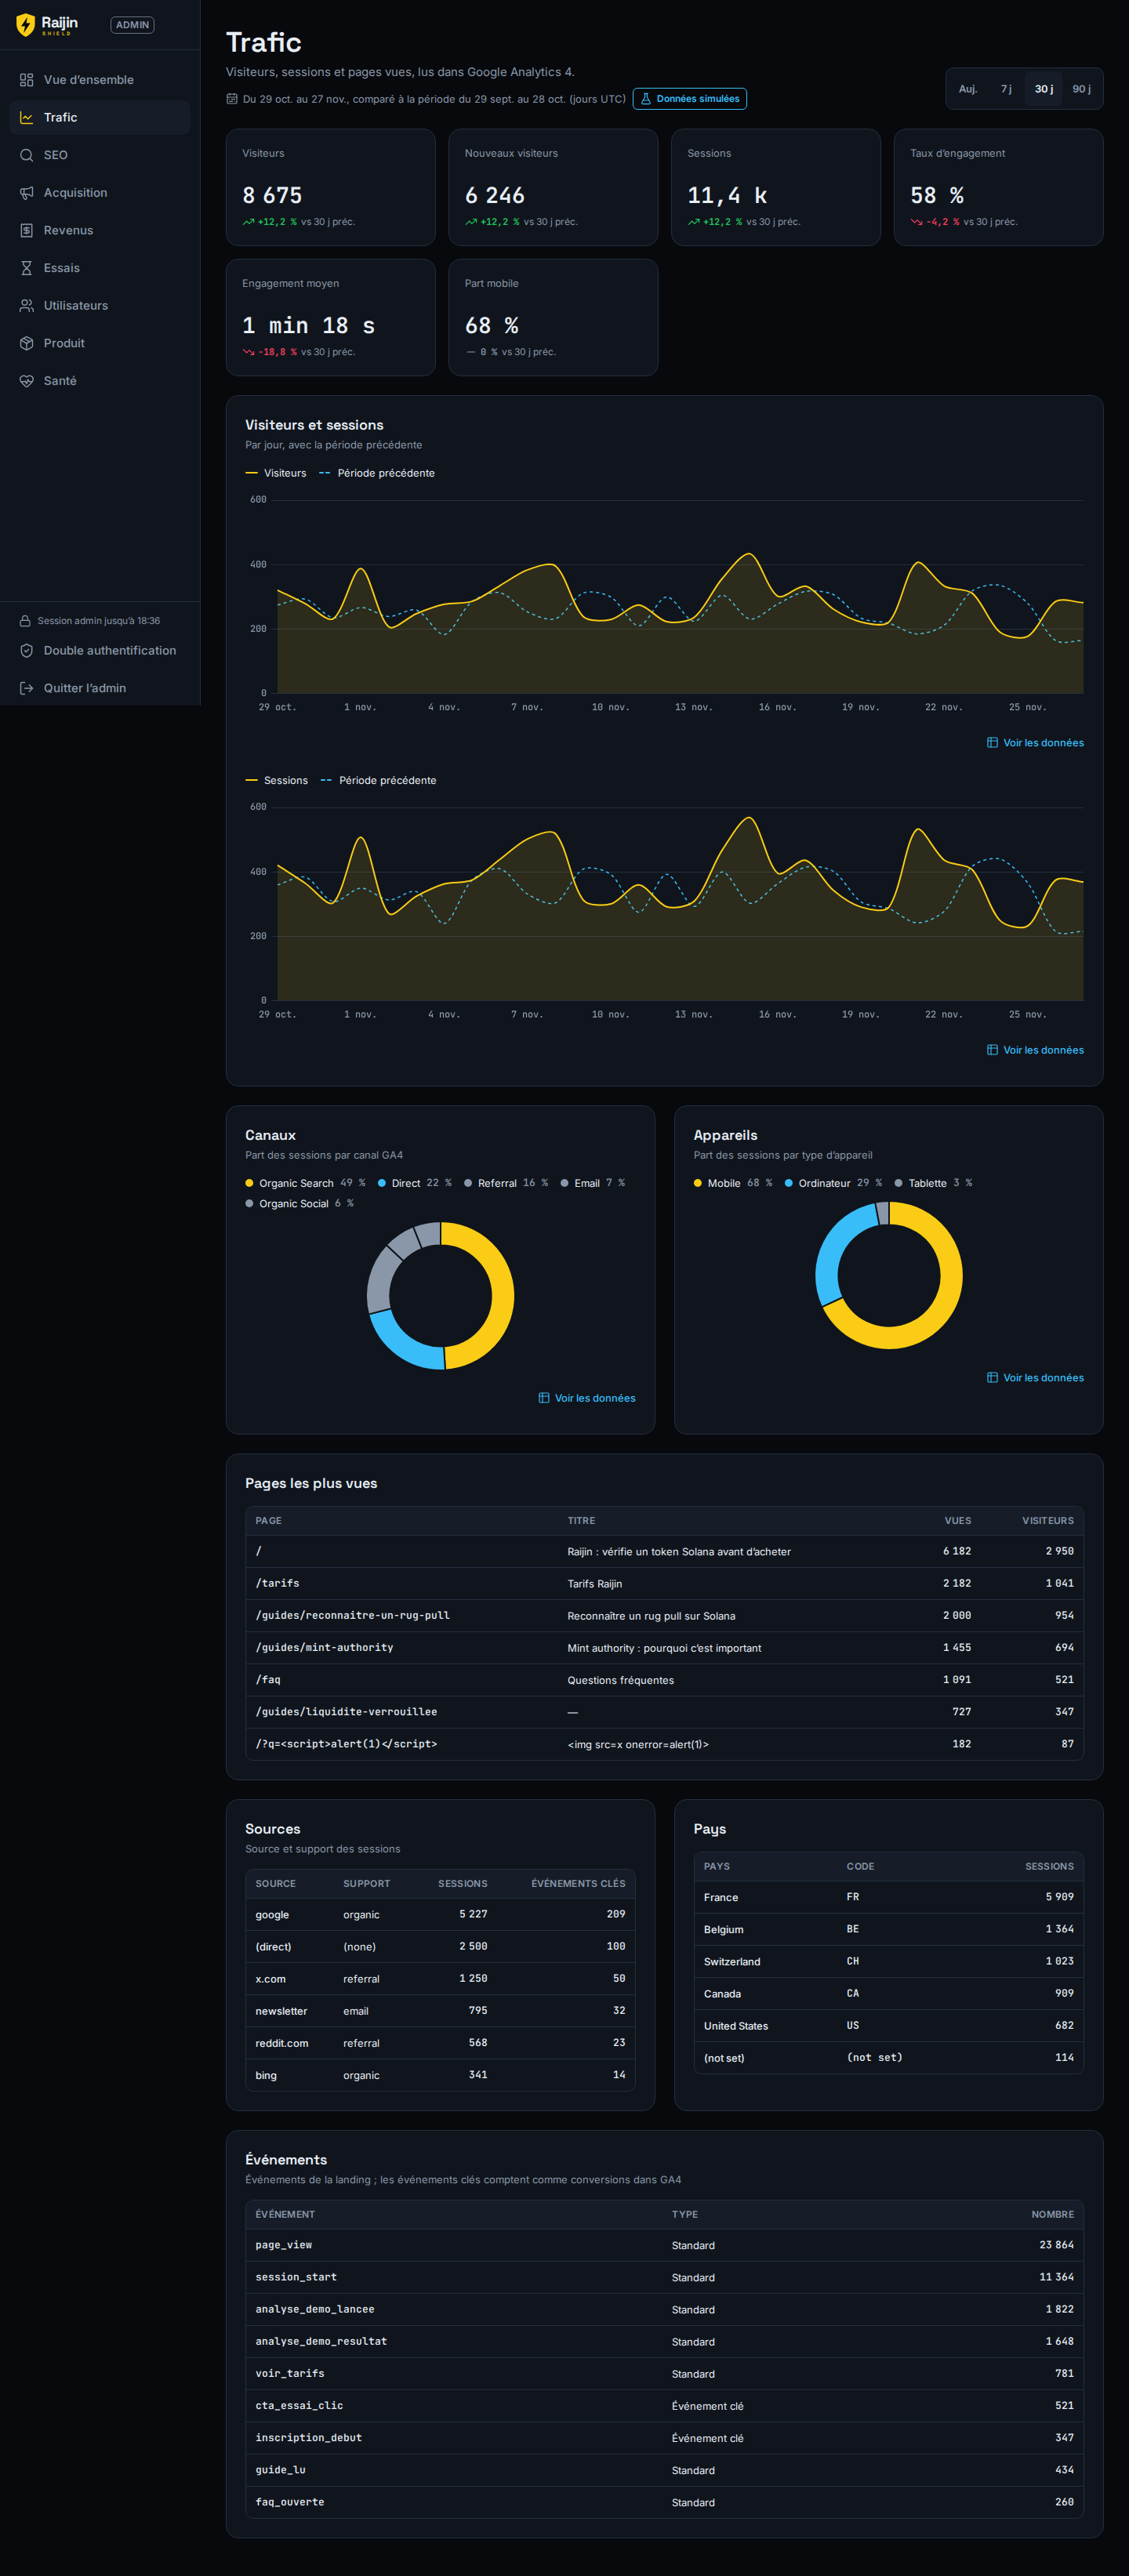 Raijin
SHIELD
ADMIN
Vue d’ensemble
Trafic
SEO
Acquisition
Revenus
Essais
Utilisateurs
Produit
Santé
Session admin jusqu’à 18:36
Double authentification
Quitter l’admin
Trafic
Visiteurs, sessions et pages vues, lus dans Google Analytics 4.
Du 29 oct. au 27 nov., comparé à la période du 29 sept. au 28 oct. (jours UTC) Données simulées
Auj. 7 j 30 j 90 j
Visiteurs
8 675
+12,2 % vs 30 j préc.
Nouveaux visiteurs
6 246
+12,2 % vs 30 j préc.
Sessions
11,4 k
+12,2 % vs 30 j préc.
Taux d’engagement
58 %
-4,2 % vs 30 j préc.
Engagement moyen
1 min 18 s
-18,8 % vs 30 j préc.
Part mobile
68 %
— 0 % vs 30 j préc.
Visiteurs et sessions
Par jour, avec la période précédente
Visiteurs Période précédente
600
400
200
0
29 oct. 1 nov. 4 nov. 7 nov. 10 nov. 13 nov. 16 nov. 19 nov. 22 nov. 25 nov.
Voir les données
Sessions Période précédente
600
400
200
0
29 oct. 1 nov. 4 nov. 7 nov. 10 nov. 13 nov. 16 nov. 19 nov. 22 nov. 25 nov.
Voir les données
Canaux
Part des sessions par canal GA4
Organic Search 49 % Direct 22 % Referral 16 % Email 7 %
Organic Social 6 %
Voir les données
Appareils
Part des sessions par type d’appareil
Mobile 68 % Ordinateur 29 % Tablette 3 %
Voir les données
Pages les plus vues
PAGE TITRE VUES VISITEURS
/ Raijin : vérifie un token Solana avant d’acheter 6 182 2 950
/tarifs Tarifs Raijin 2 182 1 041
/guides/reconnaitre-un-rug-pull Reconnaître un rug pull sur Solana 2 000 954
/guides/mint-authority Mint authority : pourquoi c’est important 1 455 694
/faq Questions fréquentes 1 091 521
/guides/liquidite-verrouillee — 727 347
/?q=<script>alert(1)</script> <img src=x onerror=alert(1)> 182 87
Sources
Source et support des sessions
SOURCE SUPPORT SESSIONS ÉVÉNEMENTS CLÉS
google organic 5 227 209
(direct) (none) 2 500 100
x.com referral 1 250 50
newsletter email 795 32
reddit.com referral 568 23
bing organic 341 14
Pays
PAYS CODE SESSIONS
France FR 5 909
Belgium BE 1 364
Switzerland CH 1 023
Canada CA 909
United States US 682
(not set) (not set) 114
Événements
Événements de la landing ; les événements clés comptent comme conversions dans GA4
ÉVÉNEMENT TYPE NOMBRE
page_view Standard 23 864
session_start Standard 11 364
analyse_demo_lancee Standard 1 822
analyse_demo_resultat Standard 1 648
voir_tarifs Standard 781
cta_essai_clic Événement clé 521
inscription_debut Événement clé 347
guide_lu Standard 434
faq_ouverte Standard 260